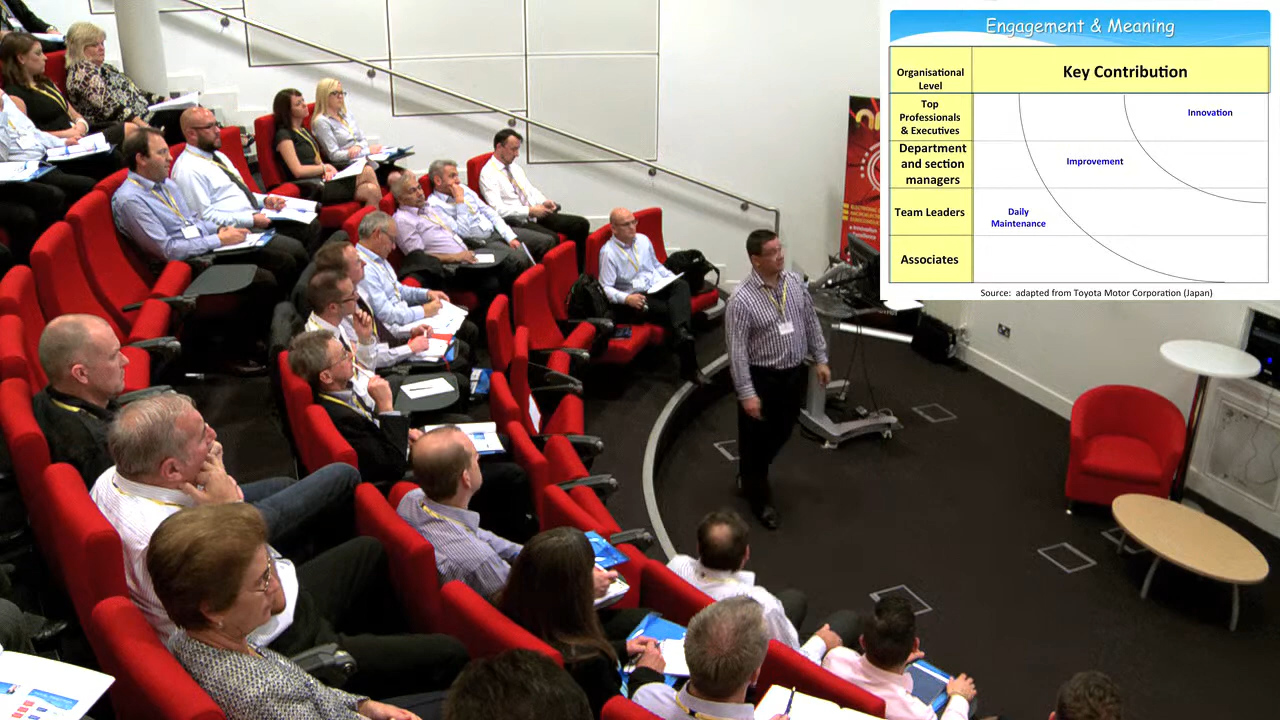 Engagement & Meaning
Organisational
Level
Key Contribution
Top
Professionals
& Executives
Innovation
Department
and section
managers
Improvement
Team Leaders
Daily
Maintenance
Associates
Source: adapted from Toyota Motor Corporation (Japan)